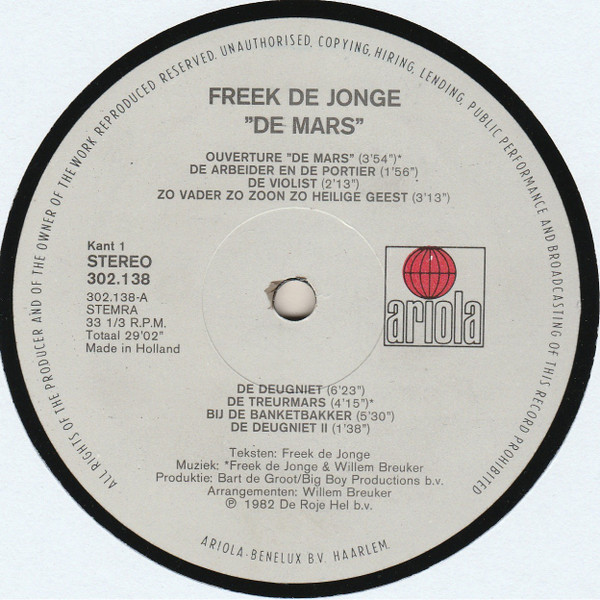 ALL RIGHTS OF THE PRODUCER AND OF THE OWNER OF THE WORK REPRODUCED RESERVED. UNAUTHORISED, COPYING, HIRING, LENDING, PUBLIC PERFORMANCE AND BROADCASTING OF THIS RECORD PROHIBITED
FREEK DE JONGE
"DE MARS"
OUVERTURE "DE MARS" (3'54")*
DE ARBEIDER EN DE PORTIER (1'56")
DE VIOLIST (2'13")
ZO VADER ZO ZOON ZO HEILIGE GEEST (3'13")
Kant 1
STEREO
302.138
302.138-A
STEMRA
33 1/3 R.P.M.
Totaal 29'02"
Made in Holland
ariola
DE DEUGNIET (6'23")
DE TREURMARS (4'15")*
BIJ DE BANKETBAKKER (5'30")
DE DEUGNIET II (1'38")
Teksten: Freek de Jonge
Muziek: *Freek de Jonge & Willem Breuker
Produktie: Bart de Groot/Big Boy Productions b.v.
Arrangementen: Willem Breuker
℗ 1982 De Roje Hel b.v.
ARIOLA-BENELUX B.V. HAARLEM.